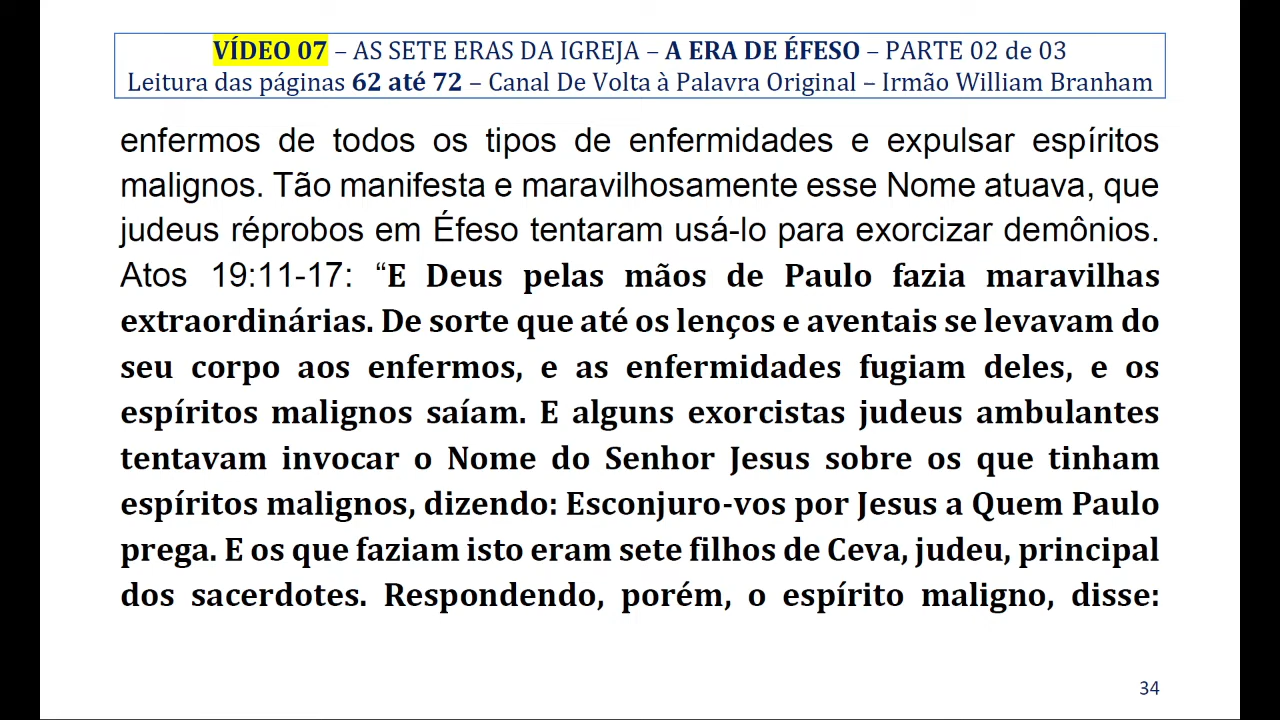 VÍDEO 07 – AS SETE ERAS DA IGREJA – A ERA DE ÉFESO – PARTE 02 de 03
Leitura das páginas 62 até 72 – Canal De Volta à Palavra Original – Irmão William Branham
enfermos de todos os tipos de enfermidades e expulsar espíritos
malignos. Tão manifesta e maravilhosamente esse Nome atuava, que
judeus réprobos em Éfeso tentaram usá-lo para exorcizar demônios.
Atos 19:11-17: “E Deus pelas mãos de Paulo fazia maravilhas
extraordinárias. De sorte que até os lenços e aventais se levavam do
seu corpo aos enfermos, e as enfermidades fugiam deles, e os
espíritos malignos saíam. E alguns exorcistas judeus ambulantes
tentavam invocar o Nome do Senhor Jesus sobre os que tinham
espíritos malignos, dizendo: Esconjuro-vos por Jesus a Quem Paulo
prega. E os que faziam isto eram sete filhos de Ceva, judeu, principal
dos sacerdotes. Respondendo, porém, o espírito maligno, disse:
34